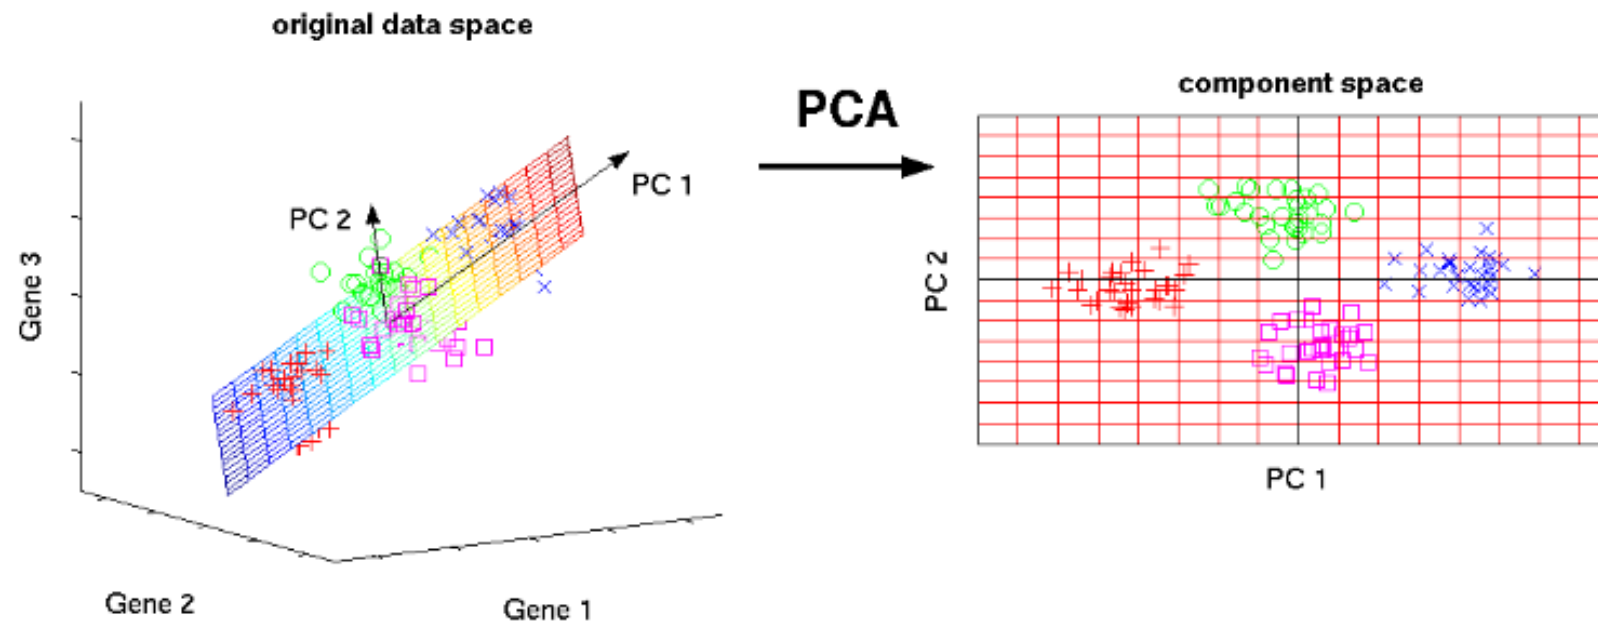 original data space
PCA
component space
PC 1
PC 2
Gene 3
PC 2
PC 1
Gene 2
Gene 1